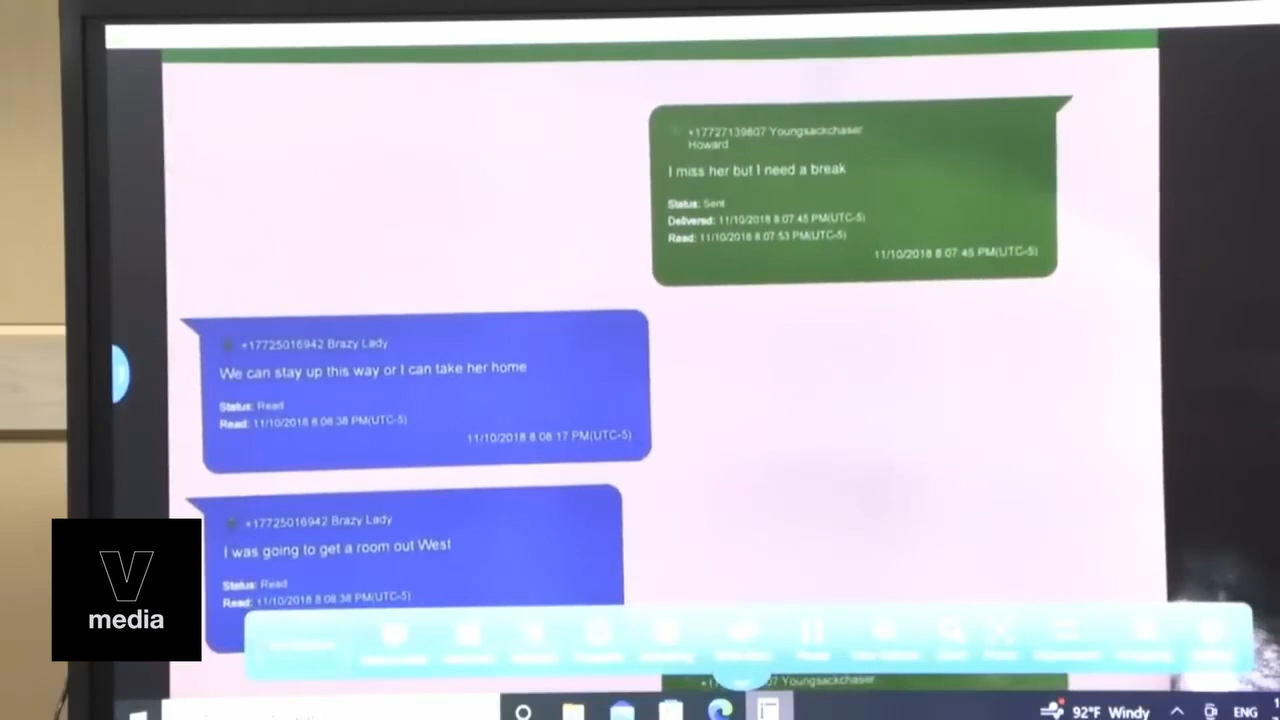 +17727139807 Youngsackchaser
Howard
I miss her but I need a break
Status: Sent
Delivered: 11/10/2018 8:07:45 PM(UTC-5)
Read: 11/10/2018 8:07:53 PM(UTC-5)
11/10/2018 8:07:45 PM(UTC-5)
+17725016942 Brazy Lady
We can stay up this way or I can take her home
Status: Read
Read: 11/10/2018 8:08:38 PM(UTC-5)
11/10/2018 8:08:17 PM(UTC-5)
+17725016942 Brazy Lady
I was going to get a room out West
Status: Read
Read: 11/10/2018 8:08:38 PM(UTC-5)
V
media
07 Youngsackchaser
92°F Windy
ENG